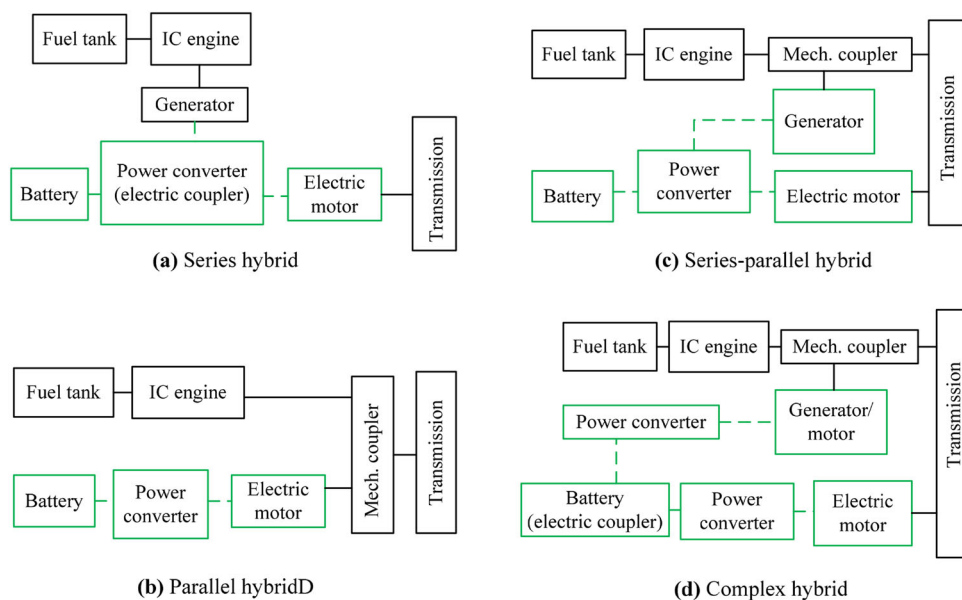 Fuel tank
IC engine
Generator
Battery
Power converter
(electric coupler)
Electric
motor
Transmission
(a) Series hybrid
Fuel tank
IC engine
Battery
Power
converter
Electric
motor
Mech. coupler
Transmission
(b) Parallel hybridD
Fuel tank
IC engine
Mech. coupler
Generator
Battery
Power
converter
Electric motor
Transmission
(c) Series-parallel hybrid
Fuel tank
IC engine
Mech. coupler
Power converter
Generator/
motor
Battery
(electric coupler)
Power
converter
Electric
motor
Transmission
(d) Complex hybrid